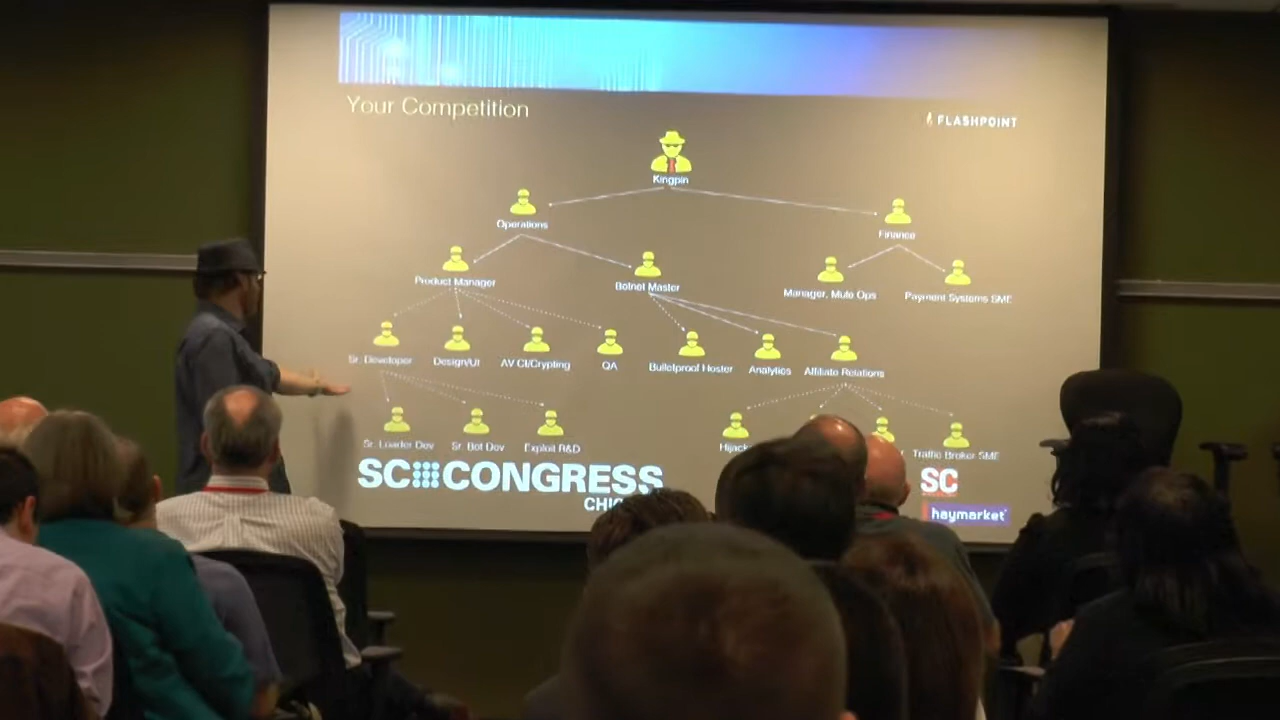 Your Competition
FLASHPOINT
Kingpin
Operations
Finance
Product Manager
Botnet Master
Manager, Mule Ops
Payment Systems SME
Sr. Developer
Design/UI
AV CI/Crypting
QA
Bulletproof Hoster
Analytics
Affiliate Relations
Sr. Loader Dev
Sr. Bot Dev
Exploit R&D
Traffic Broker SME
SC CONGRESS
SC
haymarket